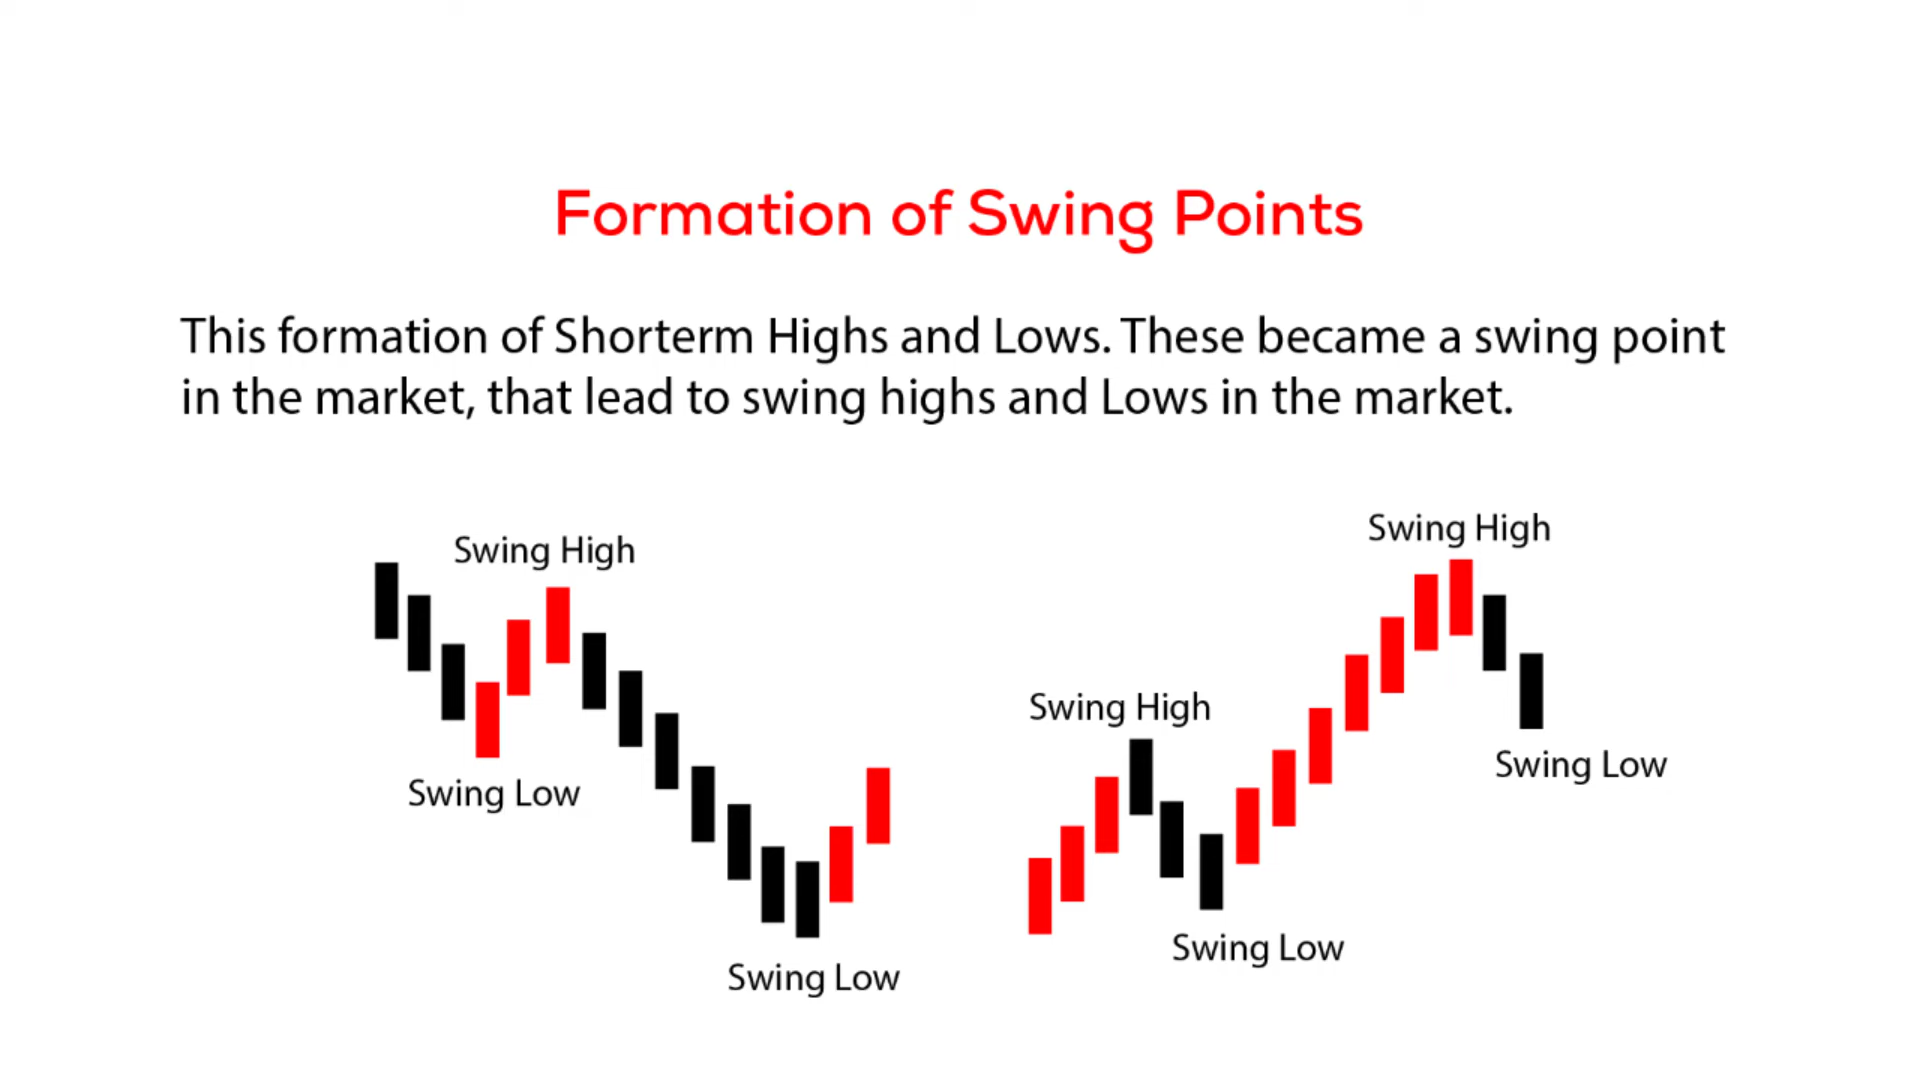 Formation of Swing Points
This formation of Shorterm Highs and Lows. These became a swing point
in the market, that lead to swing highs and Lows in the market.
Swing High
Swing Low
Swing Low
Swing High
Swing Low
Swing High
Swing Low